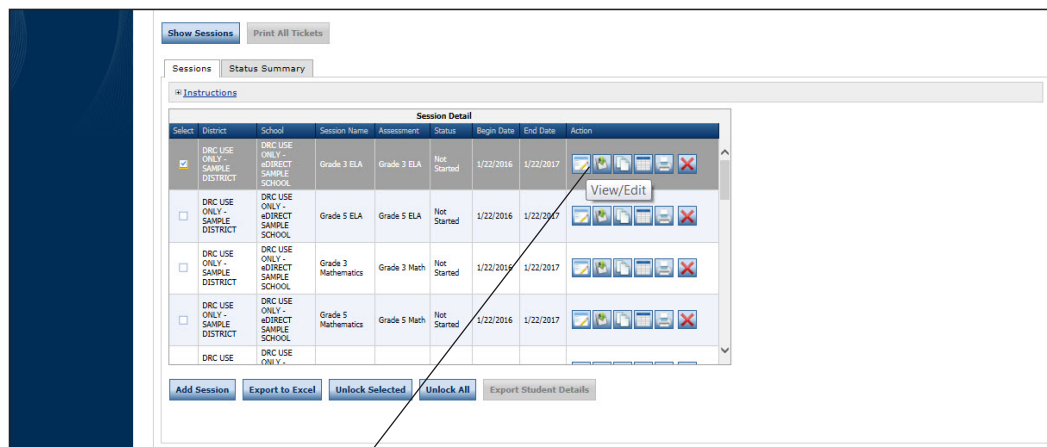 Show Sessions Print All Tickets
Sessions Status Summary
Instructions
Session Detail
Select District School Session Name Assessment Status Begin Date End Date Action
DRC USE ONLY - SAMPLE DISTRICT DRC USE ONLY - eDIRECT SAMPLE SCHOOL Grade 3 ELA Grade 3 ELA Not Started 1/22/2016 1/22/2017
View/Edit
DRC USE ONLY - SAMPLE DISTRICT DRC USE ONLY - eDIRECT SAMPLE SCHOOL Grade 5 ELA Grade 5 ELA Not Started 1/22/2016 1/22/2017
DRC USE ONLY - SAMPLE DISTRICT DRC USE ONLY - eDIRECT SAMPLE SCHOOL Grade 3 Mathematics Grade 3 Math Not Started 1/22/2016 1/22/2017
DRC USE ONLY - SAMPLE DISTRICT DRC USE ONLY - eDIRECT SAMPLE SCHOOL Grade 5 Mathematics Grade 5 Math Not Started 1/22/2016 1/22/2017
DRC USE DRC USE ONLY -
Add Session Export to Excel Unlock Selected Unlock All Export Student Details